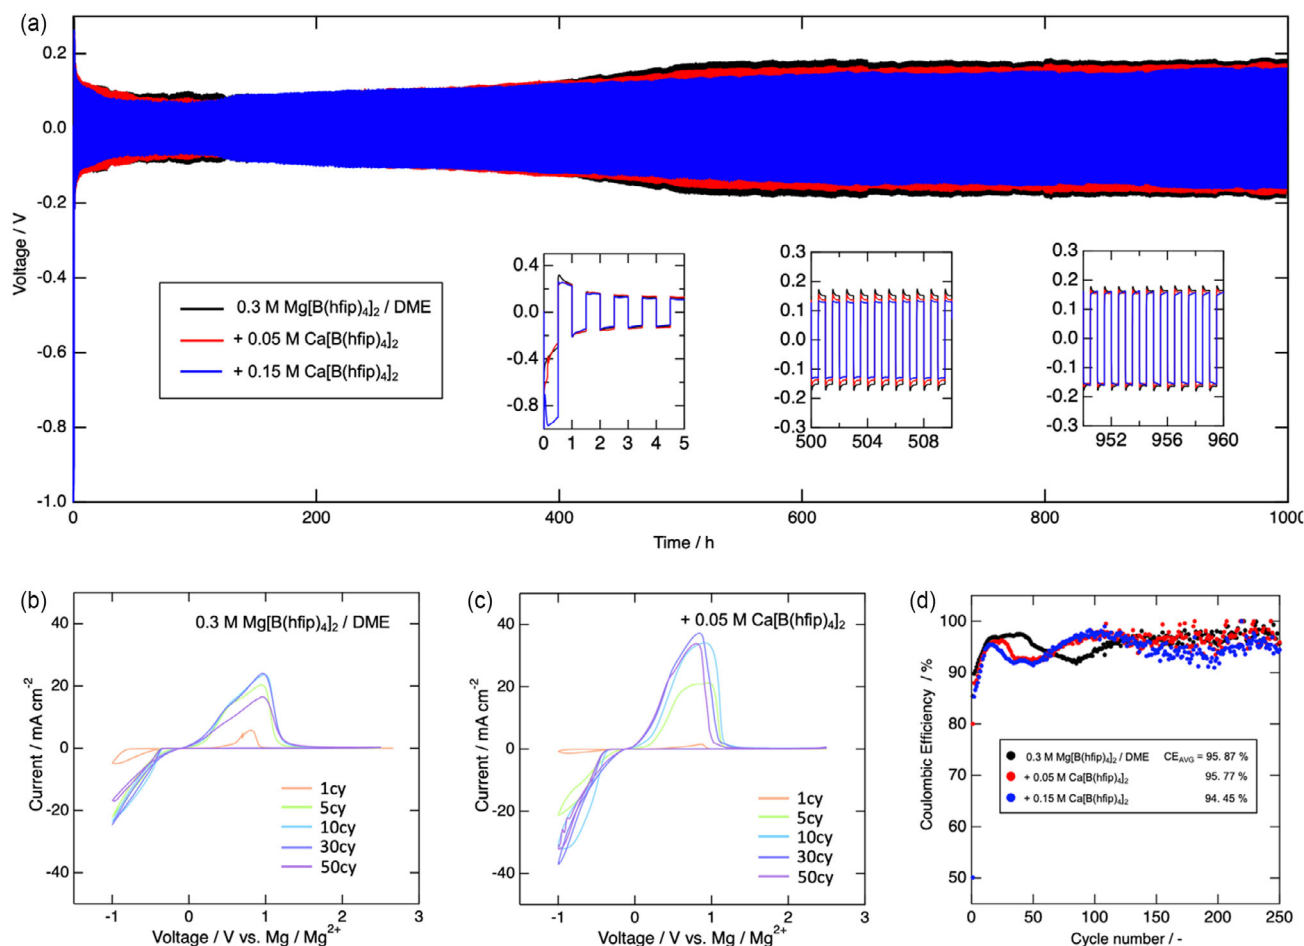 (a)
0.2
0.0
-0.2
-0.4
-0.6
-0.8
-1.0
Voltage / V
0.3 M Mg[B(hfip)₄]₂ / DME
+ 0.05 M Ca[B(hfip)₄]₂
+ 0.15 M Ca[B(hfip)₄]₂
0.4
0.0
-0.4
-0.8
0 1 2 3 4 5
0.3
0.2
0.1
0.0
-0.1
-0.2
-0.3
500 504 508
0.3
0.2
0.1
0.0
-0.1
-0.2
-0.3
952 956 960
0 200 400 600 800 1000
Time / h
(b)
0.3 M Mg[B(hfip)₄]₂ / DME
40
20
0
-20
-40
Current / mA cm⁻²
1cy
5cy
10cy
30cy
50cy
-1 0 1 2 3
Voltage / V vs. Mg / Mg²⁺
(c)
+ 0.05 M Ca[B(hfip)₄]₂
40
20
0
-20
-40
Current / mA cm⁻²
1cy
5cy
10cy
30cy
50cy
-1 0 1 2 3
Voltage / V vs. Mg / Mg²⁺
(d)
100
90
80
70
60
50
Coulombic Efficiency / %
0.3 M Mg[B(hfip)₄]₂ / DME CE_AVG = 95. 87 %
+ 0.05 M Ca[B(hfip)₄]₂ 95. 77 %
+ 0.15 M Ca[B(hfip)₄]₂ 94. 45 %
0 50 100 150 200 250
Cycle number / -